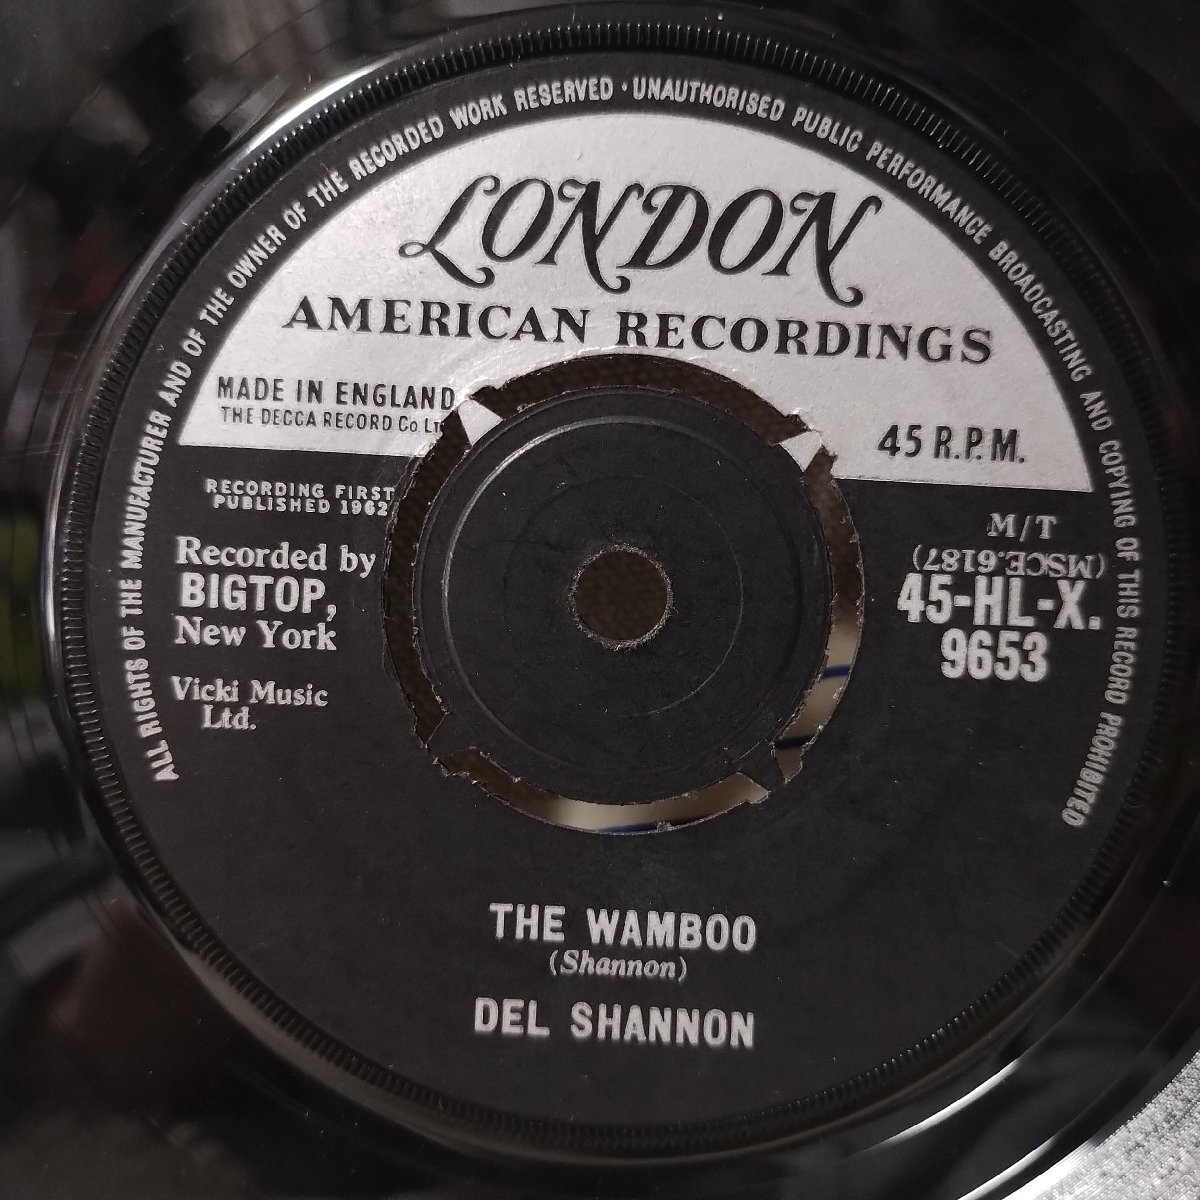 ALL RIGHTS OF THE MANUFACTURER AND OF THE OWNER OF THE RECORDED WORK RESERVED · UNAUTHORISED PUBLIC PERFORMANCE BROADCASTING AND COPYING OF THIS RECORD PROHIBITED
LONDON
AMERICAN RECORDINGS
MADE IN ENGLAND
THE DECCA RECORD Co. LT
45 R.P.M.
RECORDING FIRST
PUBLISHED 1962
Recorded by
BIGTOP,
New York
Vicki Music
Ltd.
M/T
(MSCE.6187)
45-HL-X.
9653
THE WAMBOO
(Shannon)
DEL SHANNON